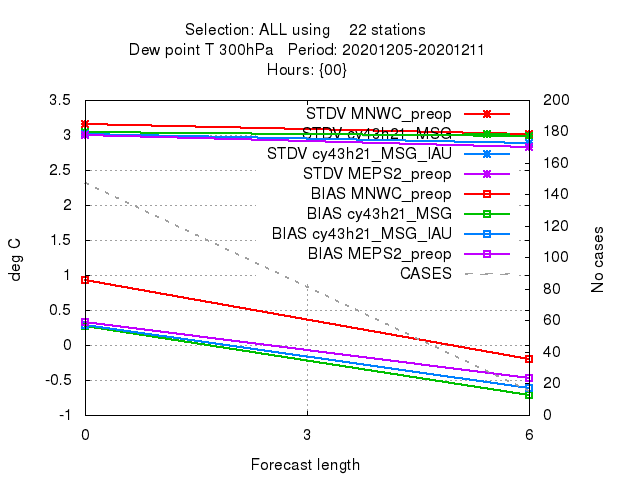 Selection: ALL using 22 stations
Dew point T 300hPa Period: 20201205-20201211
Hours: {00}
3.5
3
2.5
2
1.5
1
0.5
0
-0.5
-1
deg C
STDV MNWC_preop
STDV cy43h21_MSG
STDV cy43h21_MSG_IAU
STDV MEPS2_preop
BIAS MNWC_preop
BIAS cy43h21_MSG
BIAS cy43h21_MSG_IAU
BIAS MEPS2_preop
CASES
200
180
160
140
120
100
80
60
40
20
0
No cases
0 3 6
Forecast length